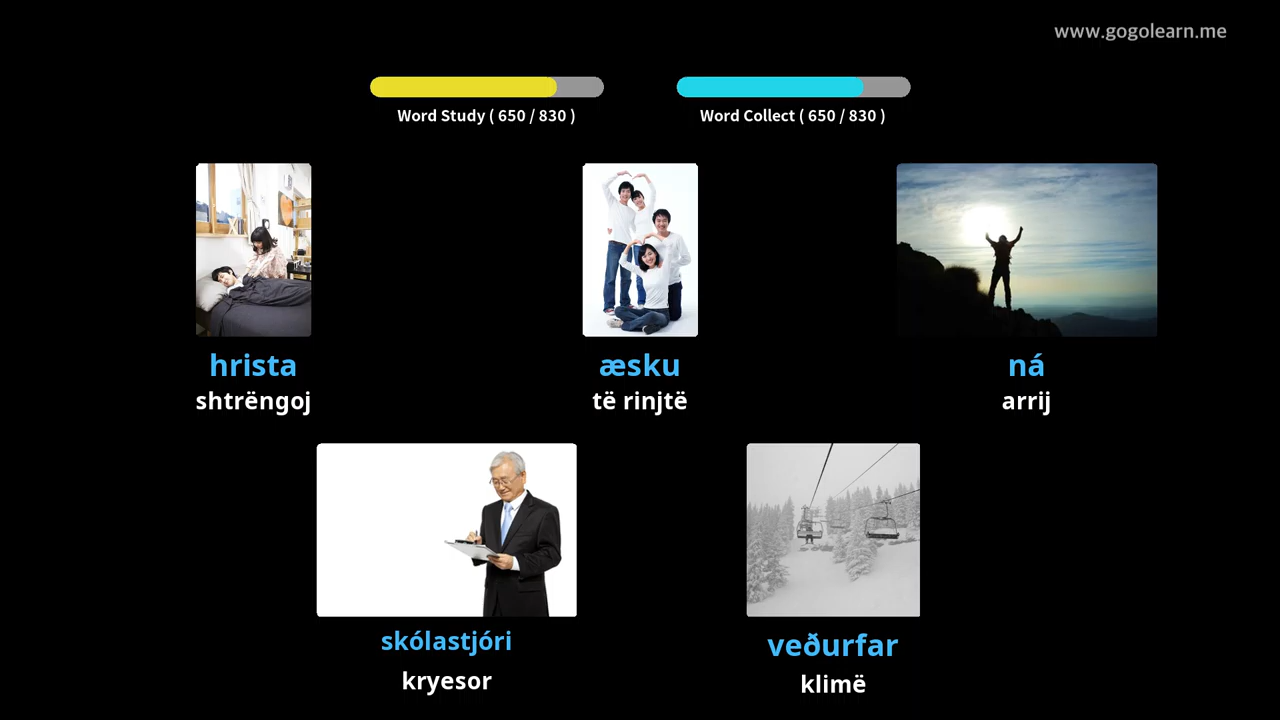 www.gogolearn.me
Word Study ( 650 / 830 )
Word Collect ( 650 / 830 )
hrista
shtrëngoj
æsku
të rinjtë
ná
arrij
skólastjóri
kryesor
veðurfar
klimë